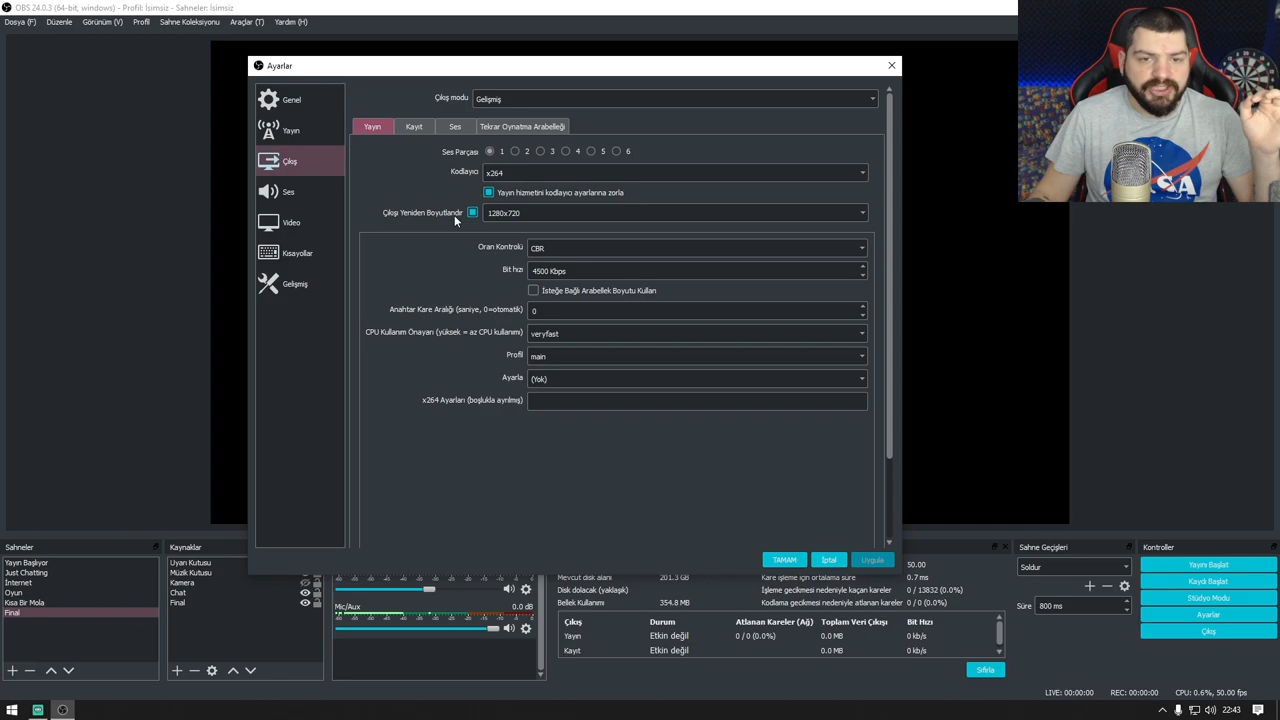 OBS 24.0.3 (64-bit, windows) - Profil: İsimsiz - Sahneler: İsimsiz
Dosya (F) Düzenle Görünüm (V) Profil Sahne Koleksiyonu Araçlar (T) Yardım (H)
Ayarlar
Genel
Yayın
Çıkış
Ses
Video
Kısayollar
Gelişmiş
Çıkış modu Gelişmiş
Yayın Kayıt Ses Tekrar Oynatma Arabelleği
Ses Parçası 1 2 3 4 5 6
Kodlayıcı x264
Yayın hizmetini kodlayıcı ayarlarına zorla
Çıkışı Yeniden Boyutlandır 1280x720
Oran Kontrolü CBR
Bit hızı 4500 Kbps
İsteğe Bağlı Arabellek Boyutu Kullan
Anahtar Kare Aralığı (saniye, 0=otomatik) 0
CPU Kullanım Önayarı (yüksek = az CPU kullanımı) veryfast
Profil main
Ayarla (Yok)
x264 Ayarları (boşlukla ayrılmış)
TAMAM İptal Uygula
Sahneler
Yayın Başlıyor
Just Chatting
İnternet
Oyun
Kısa Bir Mola
Final
Kaynaklar
Uyarı Kutusu
Müzik Kutusu
Kamera
Chat
Final
Mic/Aux 0.0 dB
50.00
Mevcut disk alanı 201.3 GB Kare işleme için ortalama süre 0.7 ms
Disk dolacak (yaklaşık) İşleme gecikmesi nedeniyle kaçan kareler 0 / 13832 (0.0%)
Bellek Kullanımı 354.8 MB Kodlama gecikmesi nedeniyle atlanan kareler 0 / 0 (0.0%)
Çıkış Durum Atlanan Kareler (Ağ) Toplam Veri Çıkışı Bit Hızı
Yayın Etkin değil 0 / 0 (0.0%) 0.0 MB 0 kb/s
Kayıt Etkin değil 0.0 MB 0 kb/s
Sıfırla
Sahne Geçişleri
Soldur
Süre 800 ms
Kontroller
Yayını Başlat
Kaydı Başlat
Stüdyo Modu
Ayarlar
Çıkış
LIVE: 00:00:00 REC: 00:00:00 CPU: 0.6%, 50.00 fps
22:43